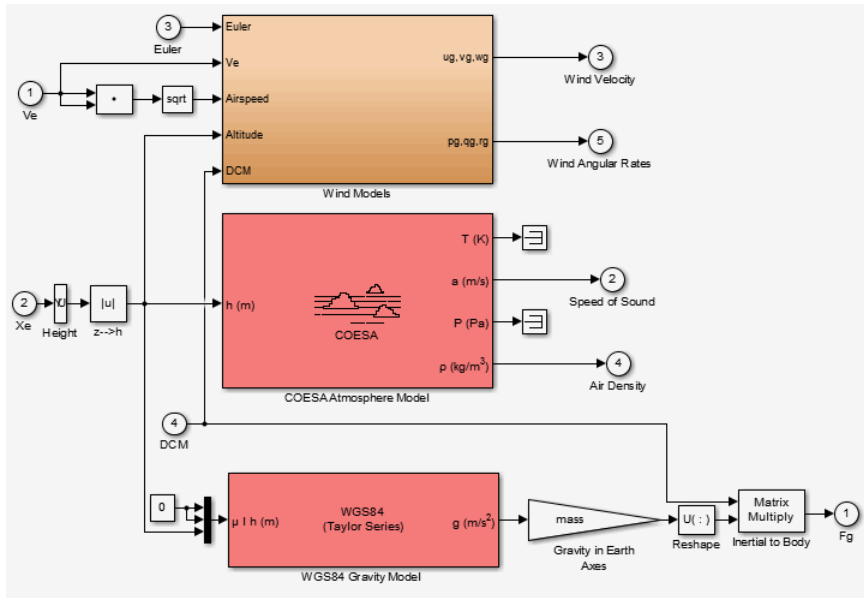 3
Euler
Euler
Ve
Airspeed
Altitude
DCM
ug,vg,wg
pg,qg,rg
Wind Models
3
Wind Velocity
5
Wind Angular Rates
1
Ve
•
sqrt
2
Xe
Height
|u|
z-->h
h (m)
COESA
T (K)
a (m/s)
P (Pa)
ρ (kg/m³)
COESA Atmosphere Model
2
Speed of Sound
4
Air Density
4
DCM
0
μ l h (m)
WGS84
(Taylor Series)
g (m/s²)
WGS84 Gravity Model
mass
Gravity in Earth
Axes
U( : )
Reshape
Matrix
Multiply
Inertial to Body
1
Fg